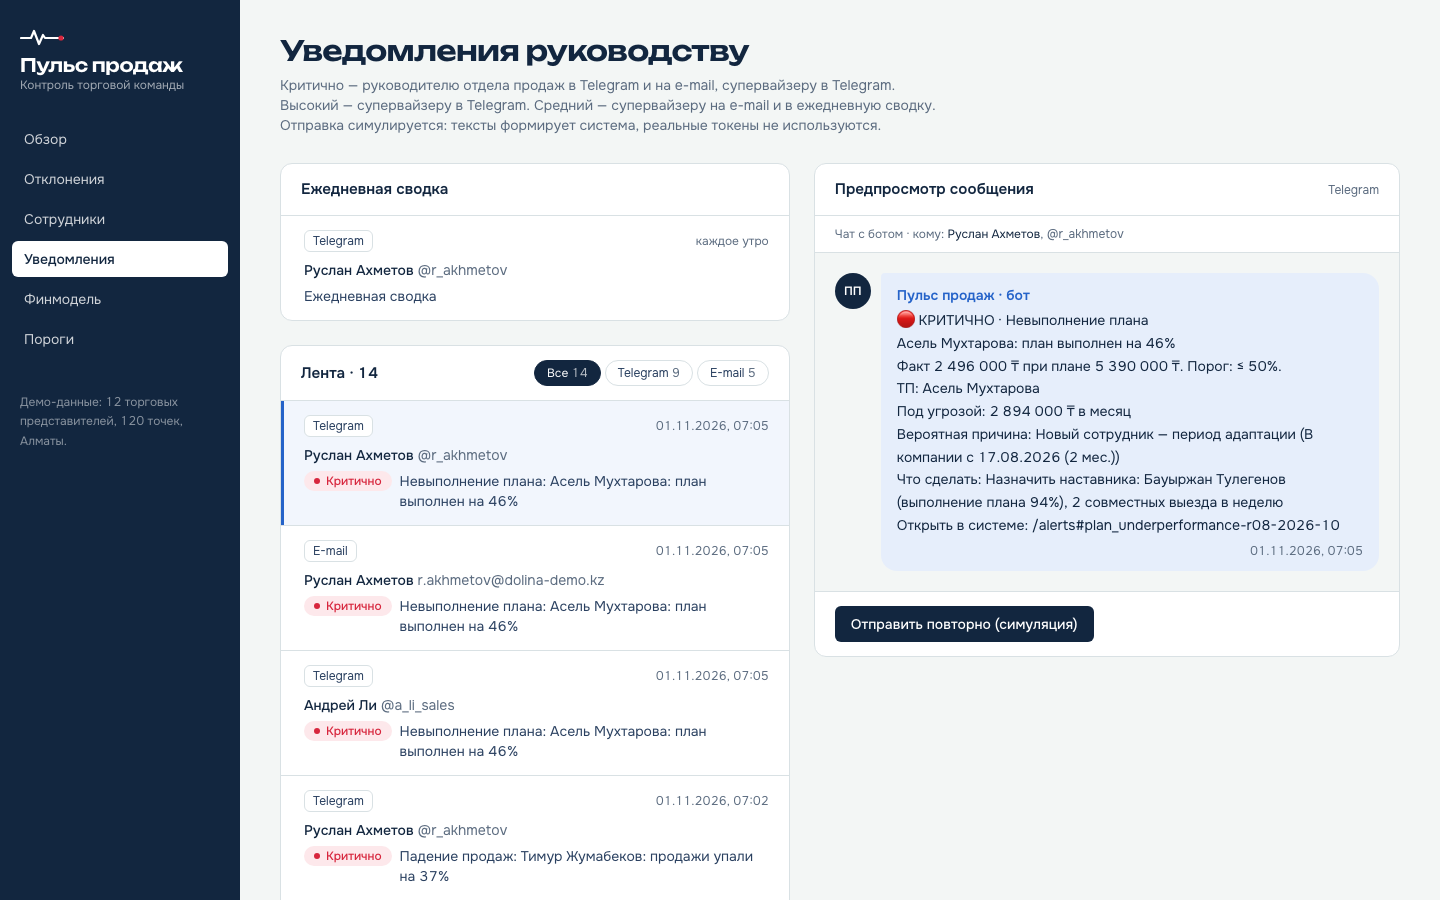 Пульс продаж
Контроль торговой команды
Обзор
Отклонения
Сотрудники
Уведомления
Финмодель
Пороги
Демо-данные: 12 торговых
представителей, 120 точек,
Алматы.
Уведомления руководству
Критично — руководителю отдела продаж в Telegram и на e-mail, супервайзеру в Telegram.
Высокий — супервайзеру в Telegram. Средний — супервайзеру на e-mail и в ежедневную сводку.
Отправка симулируется: тексты формирует система, реальные токены не используются.
Ежедневная сводка
Telegram каждое утро
Руслан Ахметов @r_akhmetov
Ежедневная сводка
Лента · 14 Все 14 Telegram 9 E-mail 5
Telegram 01.11.2026, 07:05
Руслан Ахметов @r_akhmetov
Критично Невыполнение плана: Асель Мухтарова: план
выполнен на 46%
E-mail 01.11.2026, 07:05
Руслан Ахметов r.akhmetov@dolina-demo.kz
Критично Невыполнение плана: Асель Мухтарова: план
выполнен на 46%
Telegram 01.11.2026, 07:05
Андрей Ли @a_li_sales
Критично Невыполнение плана: Асель Мухтарова: план
выполнен на 46%
Telegram 01.11.2026, 07:02
Руслан Ахметов @r_akhmetov
Критично Падение продаж: Тимур Жумабеков: продажи упали
на 37%
Предпросмотр сообщения Telegram
Чат с ботом · кому: Руслан Ахметов, @r_akhmetov
ПП
Пульс продаж · бот
🔴 КРИТИЧНО · Невыполнение плана
Асель Мухтарова: план выполнен на 46%
Факт 2 496 000 ₸ при плане 5 390 000 ₸. Порог: ≤ 50%.
ТП: Асель Мухтарова
Под угрозой: 2 894 000 ₸ в месяц
Вероятная причина: Новый сотрудник — период адаптации (В
компании с 17.08.2026 (2 мес.))
Что сделать: Назначить наставника: Бауыржан Тулегенов
(выполнение плана 94%), 2 совместных выезда в неделю
Открыть в системе: /alerts#plan_underperformance-r08-2026-10
01.11.2026, 07:05
Отправить повторно (симуляция)